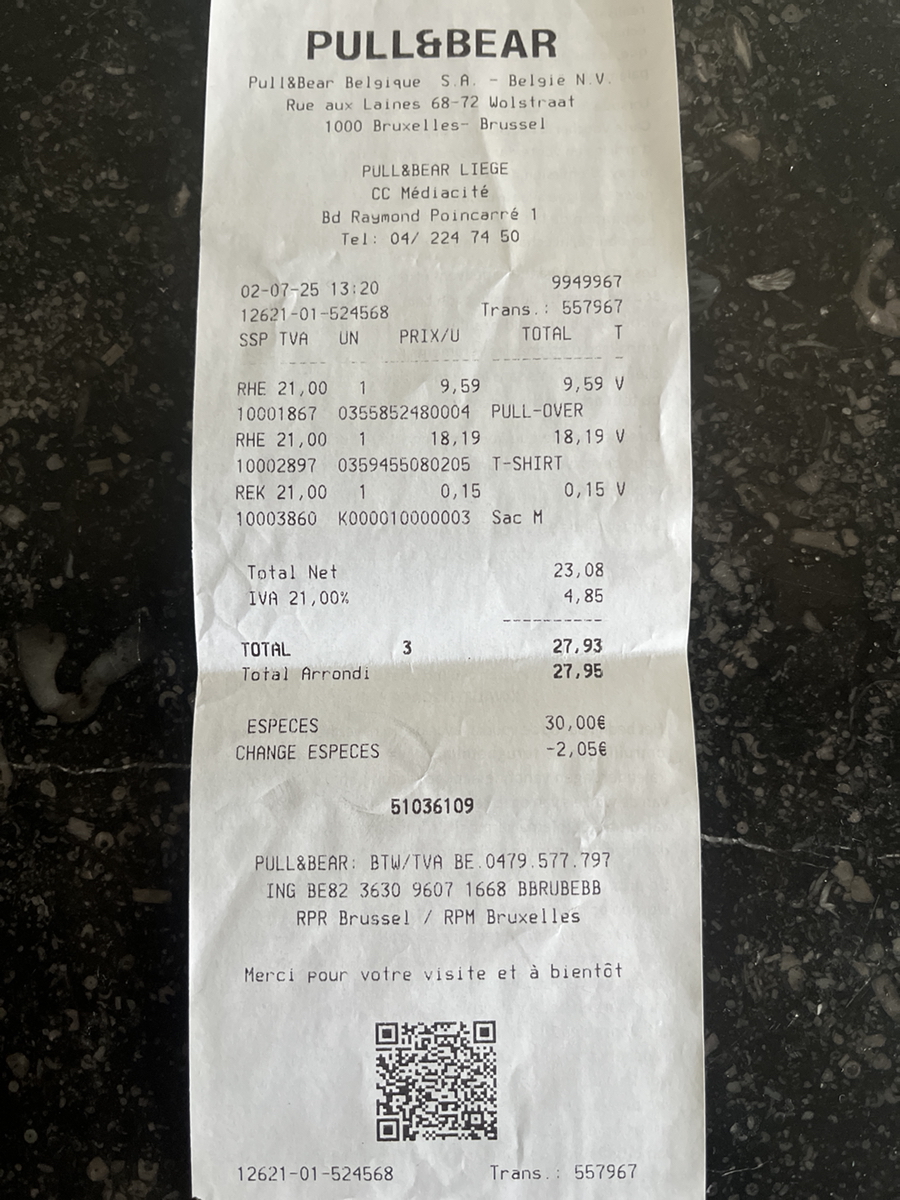 PULL&BEAR
Pull&Bear Belgique S.A. - Belgie N.V.
Rue aux Laines 68-72 Wolstraat
1000 Bruxelles- Brussel
PULL&BEAR LIEGE
CC Médiacité
Bd Raymond Poincarré 1
Tel: 04/ 224 74 50
02-07-25 13:20 9949967
12621-01-524568 Trans.: 557967
SSP TVA UN PRIX/U TOTAL T
RHE 21,00 1 9,59 9,59 V
10001867 0355852480004 PULL-OVER
RHE 21,00 1 18,19 18,19 V
10002897 0359455080205 T-SHIRT
REK 21,00 1 0,15 0,15 V
10003860 K000010000003 Sac M
Total Net 23,08
IVA 21,00% 4,85
TOTAL 3 27,93
Total Arrondi 27,95
ESPECES 30,00€
CHANGE ESPECES -2,05€
51036109
PULL&BEAR: BTW/TVA BE.0479.577.797
ING BE82 3630 9607 1668 BBRUBEBB
RPR Brussel / RPM Bruxelles
Merci pour votre visite et à bientôt
12621-01-524568 Trans.: 557967